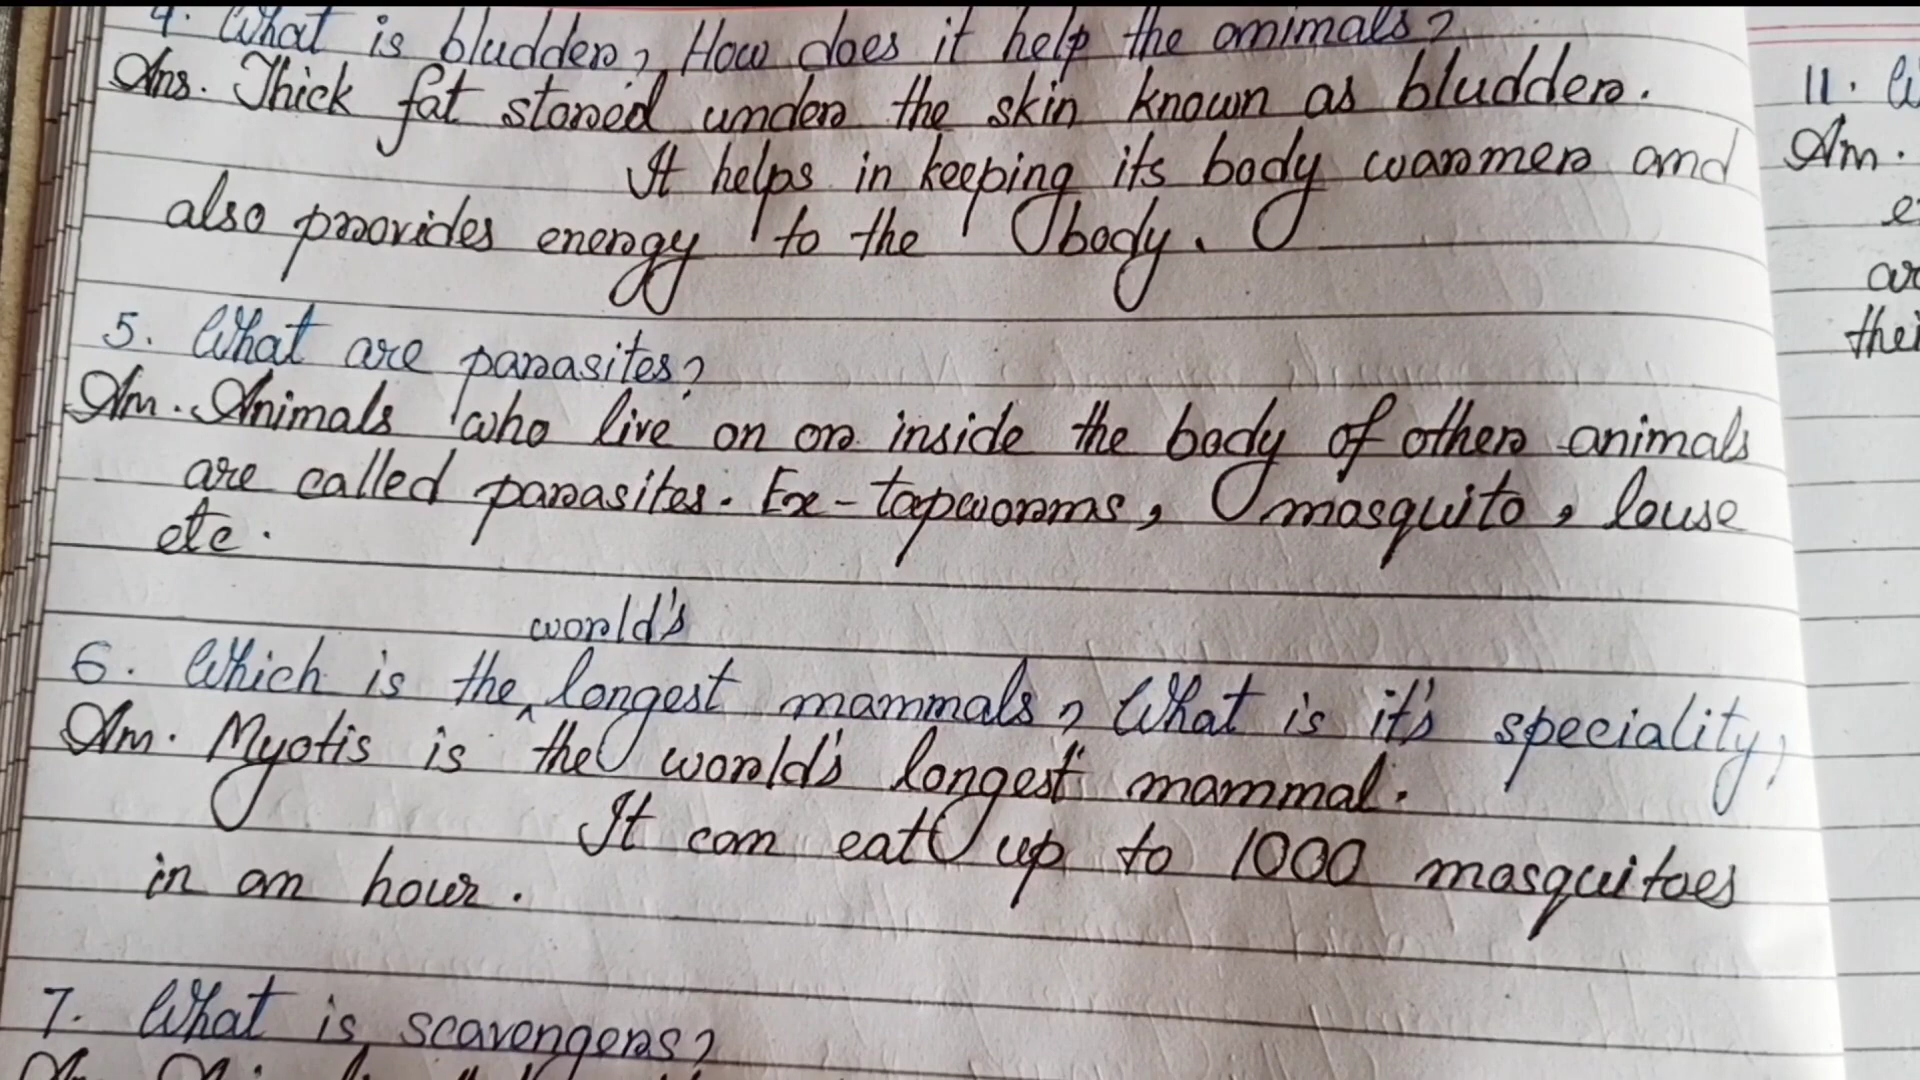 4. What is bludder? How does it help the animals?
Ans. Thick fat stored under the skin known as bludder.
It helps in keeping its body warmer and
also provides energy to the body.
5. What are parasites?
Ans. Animals who live on or inside the body of other animals
are called parasites. Ex - tapworms, mosquito, louse
etc.
world's
6. Which is the ^ longest mammals? What is it's speciality?
Ans. Myotis is the world's longest mammal.
It can eat up to 1000 mosquitoes
in an hour.
7. What is scavengers?
11.
Ans.